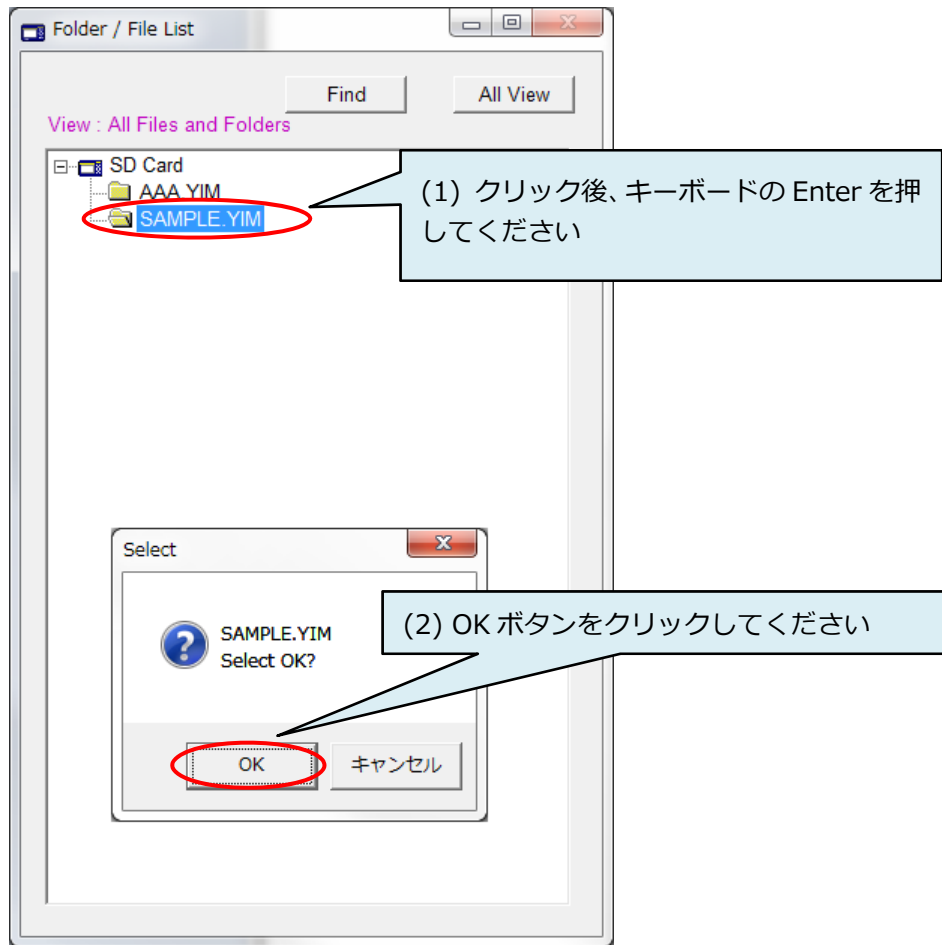 Folder / File List
Find
All View
View : All Files and Folders
SD Card
AAA.YIM
SAMPLE.YIM
(1) クリック後、キーボードの Enter を押
してください
Select
SAMPLE.YIM
Select OK?
(2) OK ボタンをクリックしてください
OK
キャンセル